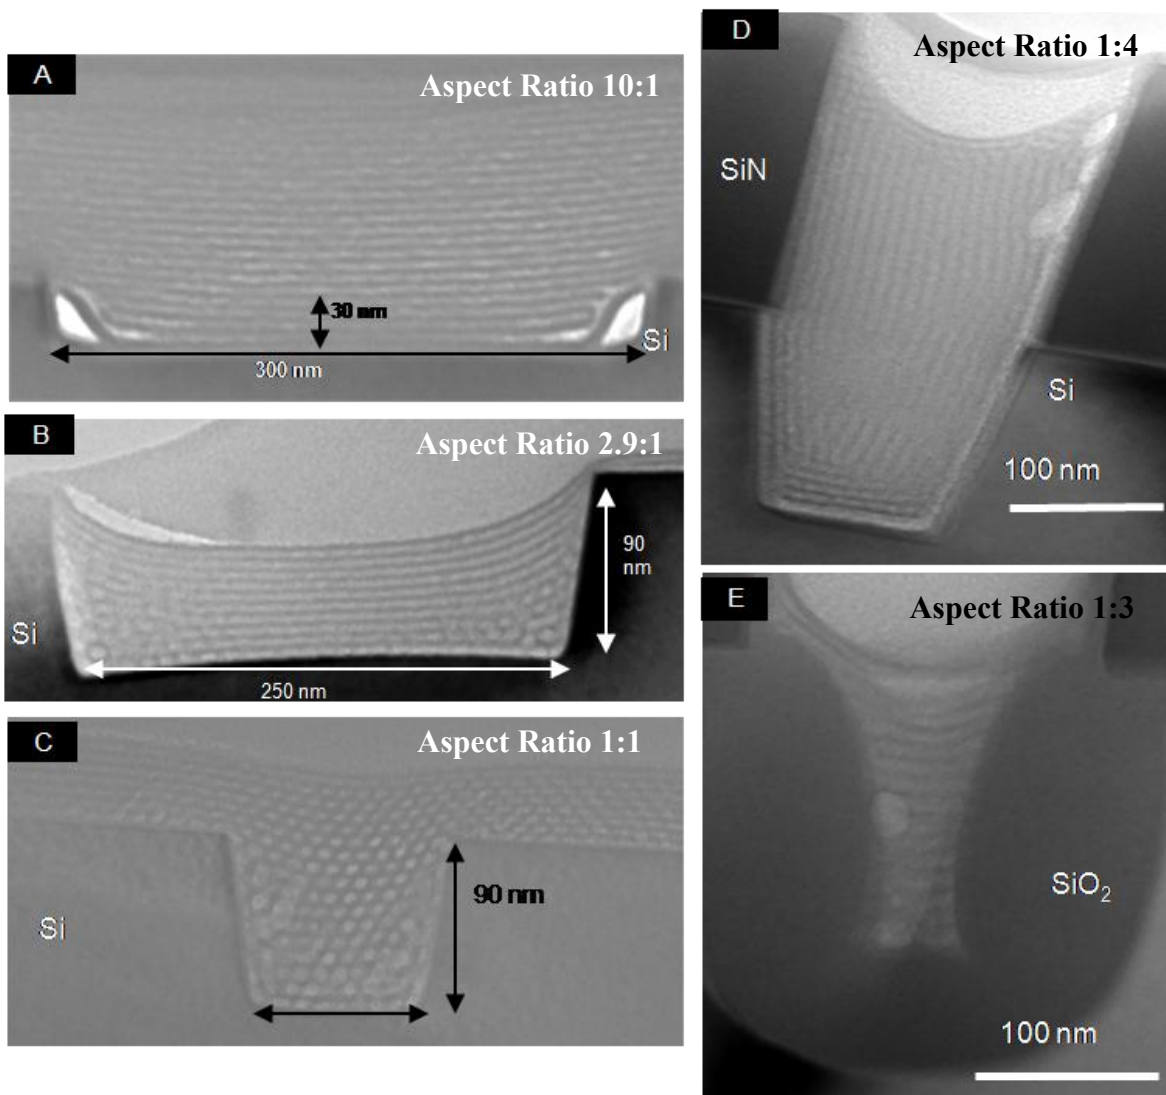 A
Aspect Ratio 10:1
30 nm
Si
300 nm
B
Aspect Ratio 2.9:1
90
nm
Si
250 nm
C
Aspect Ratio 1:1
90 nm
Si
D
Aspect Ratio 1:4
SiN
Si
100 nm
E
Aspect Ratio 1:3
SiO₂
100 nm